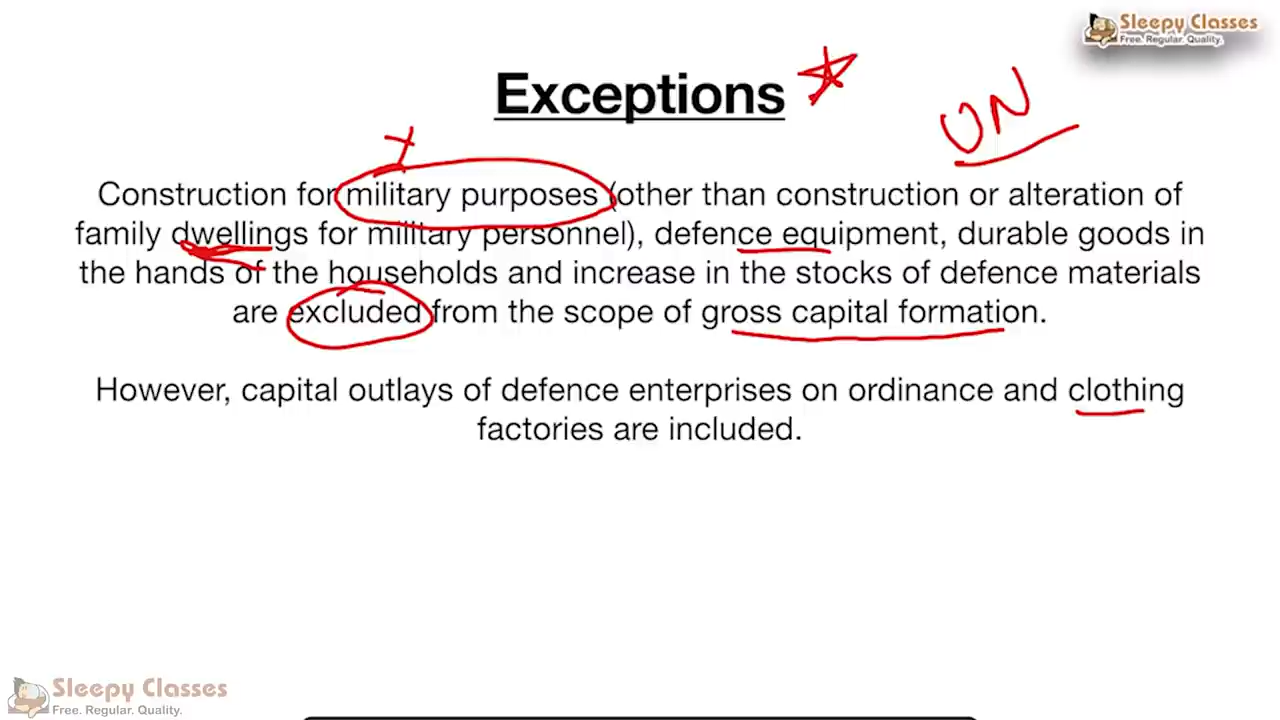 Sleepy Classes
Free. Regular. Quality.
Exceptions
UN
Construction for military purposes (other than construction or alteration of
family dwellings for military personnel), defence equipment, durable goods in
the hands of the households and increase in the stocks of defence materials
are excluded from the scope of gross capital formation.
However, capital outlays of defence enterprises on ordinance and clothing
factories are included.
Sleepy Classes
Free. Regular. Quality.